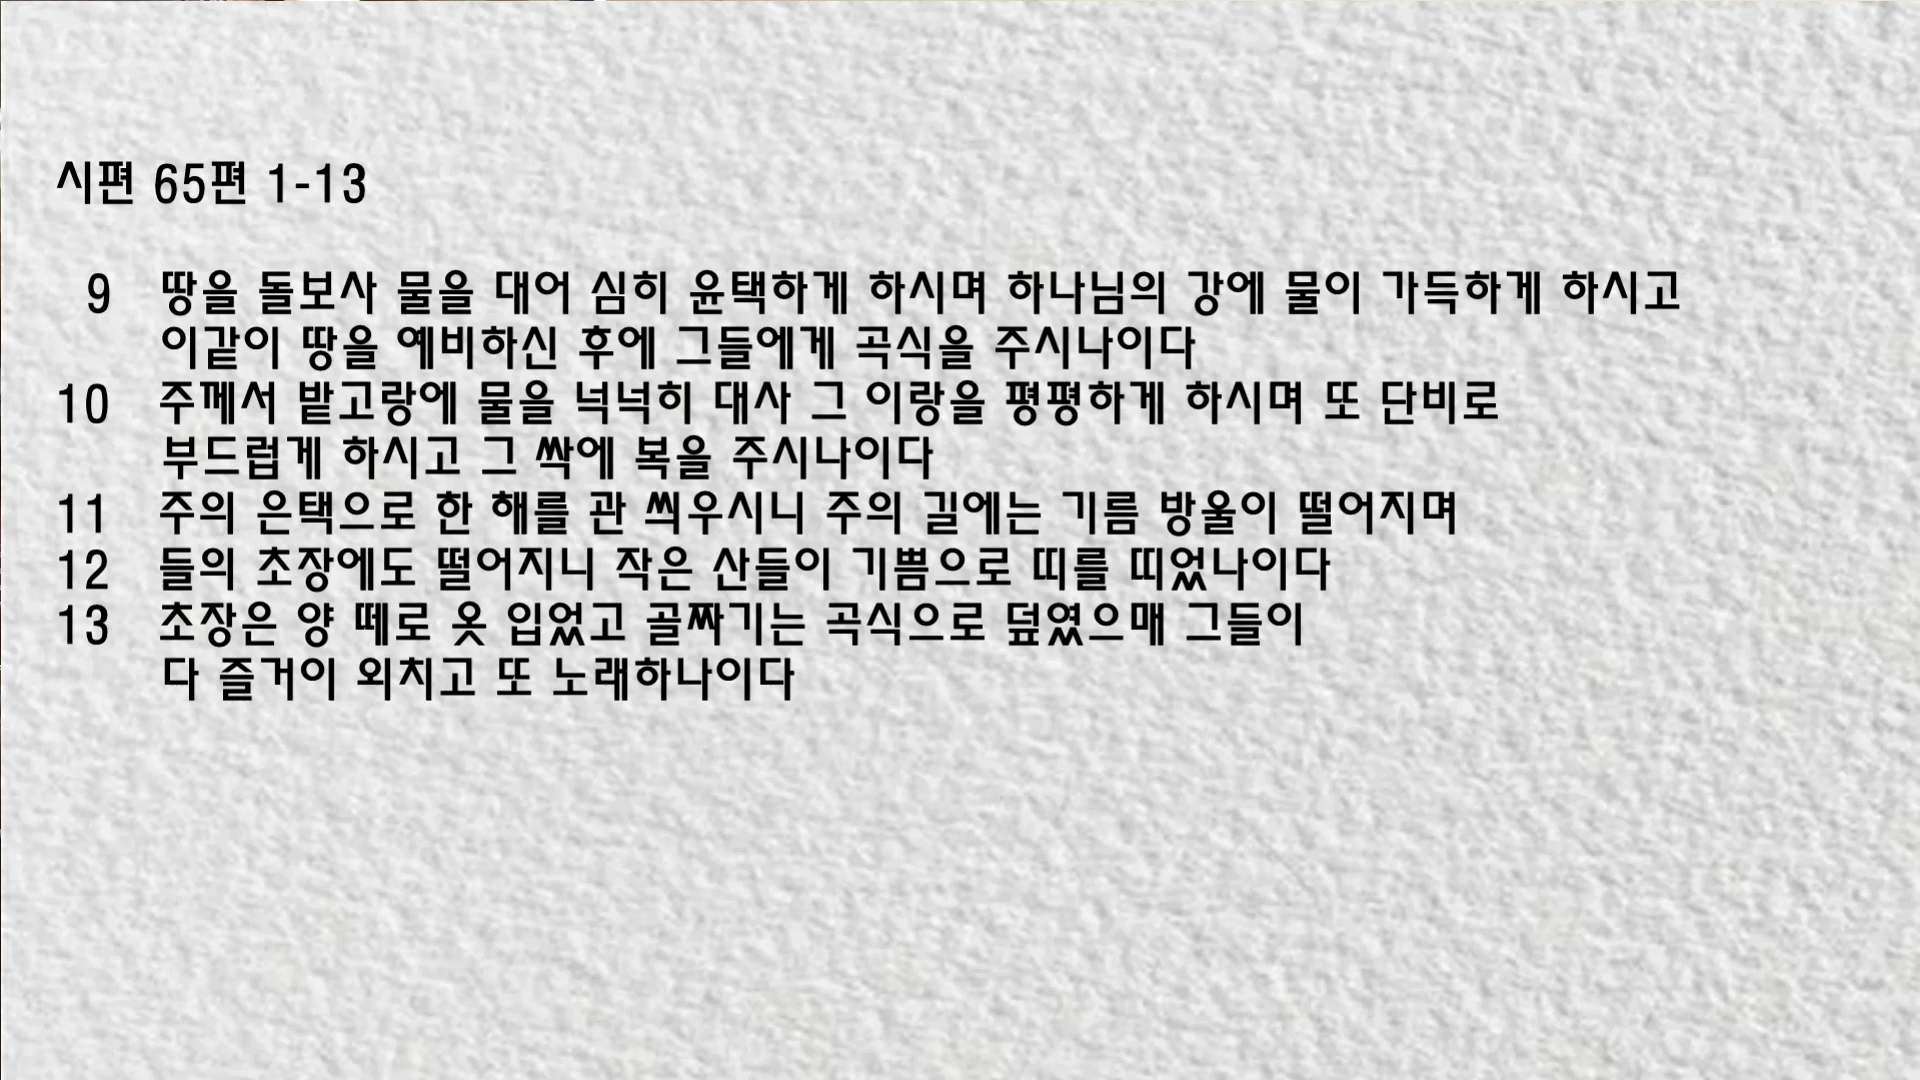 시편 65편 1-13
9 땅을 돌보사 물을 대어 심히 윤택하게 하시며 하나님의 강에 물이 가득하게 하시고
이같이 땅을 예비하신 후에 그들에게 곡식을 주시나이다
10 주께서 밭고랑에 물을 넉넉히 대사 그 이랑을 평평하게 하시며 또 단비로
부드럽게 하시고 그 싹에 복을 주시나이다
11 주의 은택으로 한 해를 관 씌우시니 주의 길에는 기름 방울이 떨어지며
12 들의 초장에도 떨어지니 작은 산들이 기쁨으로 띠를 띠었나이다
13 초장은 양 떼로 옷 입었고 골짜기는 곡식으로 덮였으매 그들이
다 즐거이 외치고 또 노래하나이다